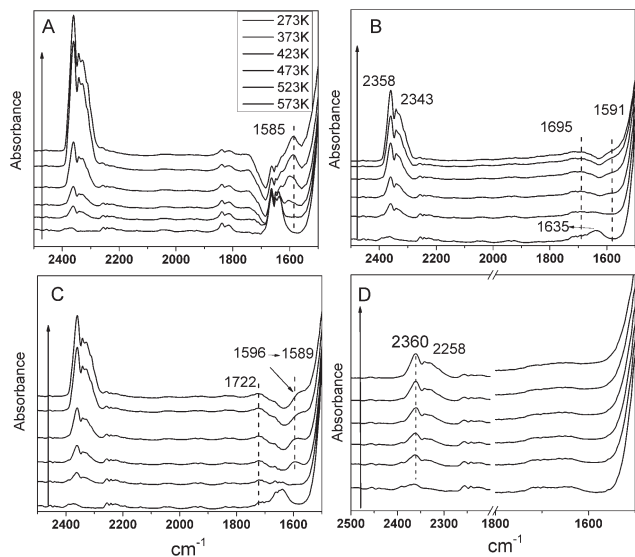 A
273K
373K
423K
473K
523K
573K
1585
Absorbance
2400 2200 2000 1800 1600
B
2358
2343
1695
1591
1635
Absorbance
2400 2200 2000 1800 1600
C
1596 1589
1722
Absorbance
2400 2200 2000 1800 1600
cm-1
D
2360
2258
Absorbance
2500 2400 2300 2200 1800 1600
cm-1